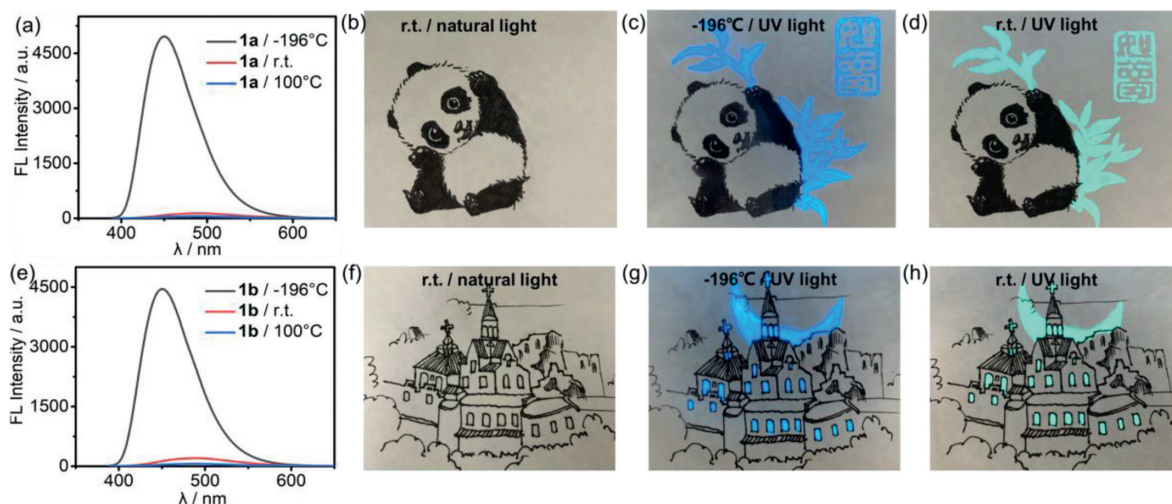 (a)
FL Intensity / a.u.
4500
3000
1500
0
400
500
600
λ / nm
1a / -196°C
1a / r.t.
1a / 100°C
(b)
r.t. / natural light
(c)
-196℃ / UV light
(d)
r.t. / UV light
(e)
FL Intensity / a.u.
4500
3000
1500
0
400
500
600
λ / nm
1b / -196°C
1b / r.t.
1b / 100°C
(f)
r.t. / natural light
(g)
-196℃ / UV light
(h)
r.t. / UV light